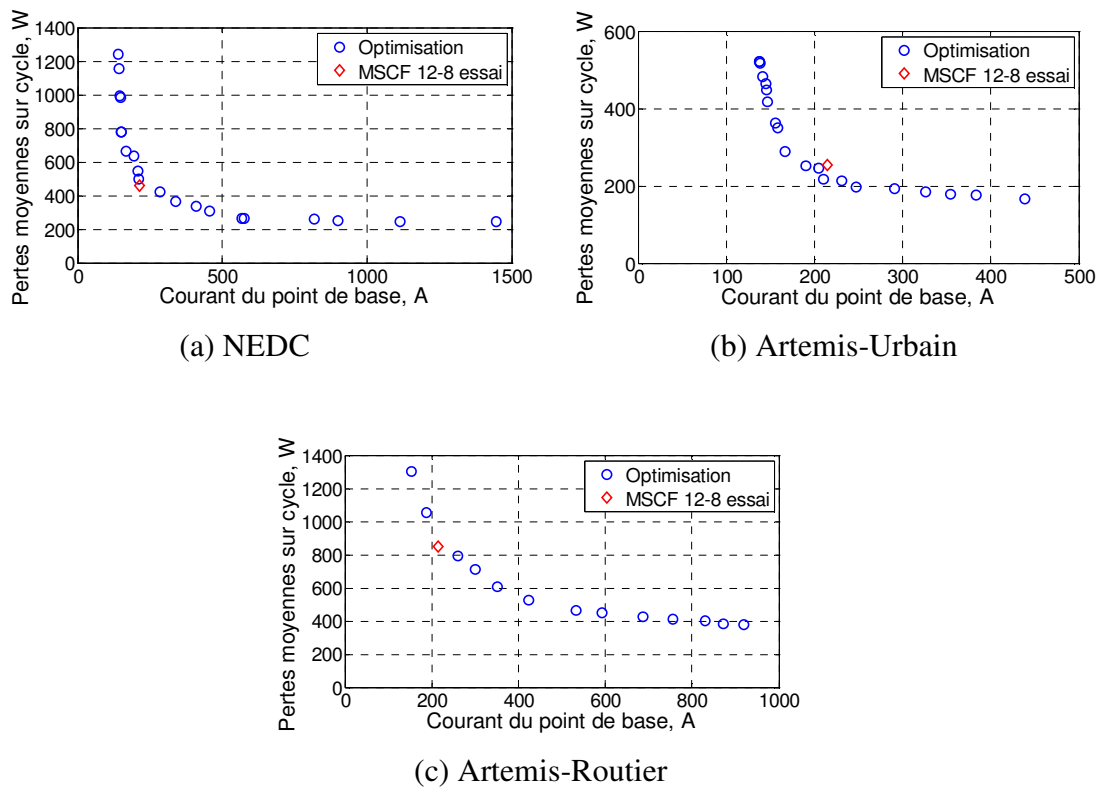 Pertes moyennes sur cycle, W
1400
1200
1000
800
600
400
200
0
0 500 1000 1500
Courant du point de base, A
Optimisation
MSCF 12-8 essai
(a) NEDC
Pertes moyennes sur cycle, W
600
400
200
0
0 100 200 300 400 500
Courant du point de base, A
Optimisation
MSCF 12-8 essai
(b) Artemis-Urbain
Pertes moyennes sur cycle, W
1400
1200
1000
800
600
400
200
0
0 200 400 600 800 1000
Courant du point de base, A
Optimisation
MSCF 12-8 essai
(c) Artemis-Routier